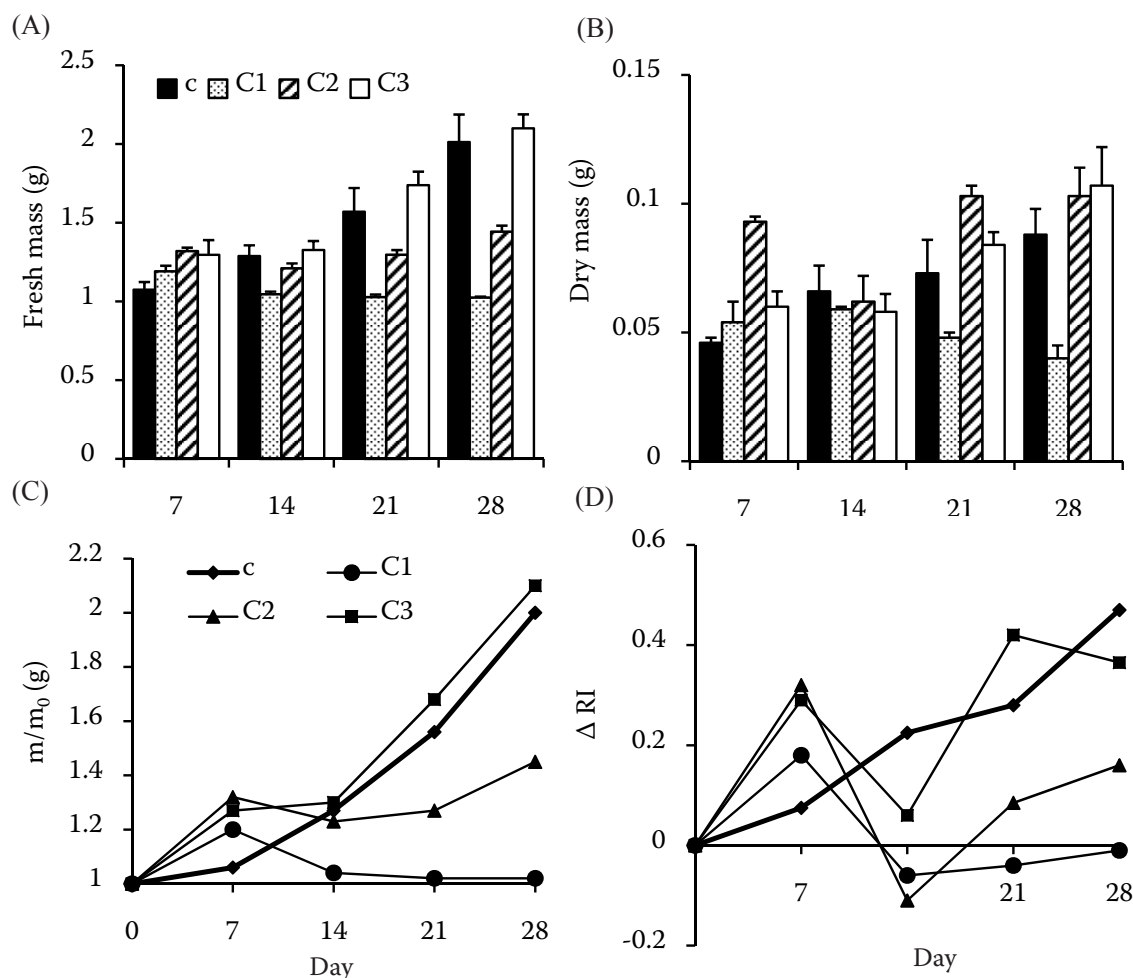 (A)
2.5
2
1.5
1
0.5
0
Fresh mass (g)
c C1 C2 C3
7 14 21 28
(B)
0.15
0.1
0.05
0
Dry mass (g)
7 14 21 28
(C)
2.2
2
1.8
1.6
1.4
1.2
1
m/m0 (g)
c C1
C2 C3
0 7 14 21 28
Day
(D)
0.6
0.4
0.2
0
-0.2
Δ RI
7 21 28
Day